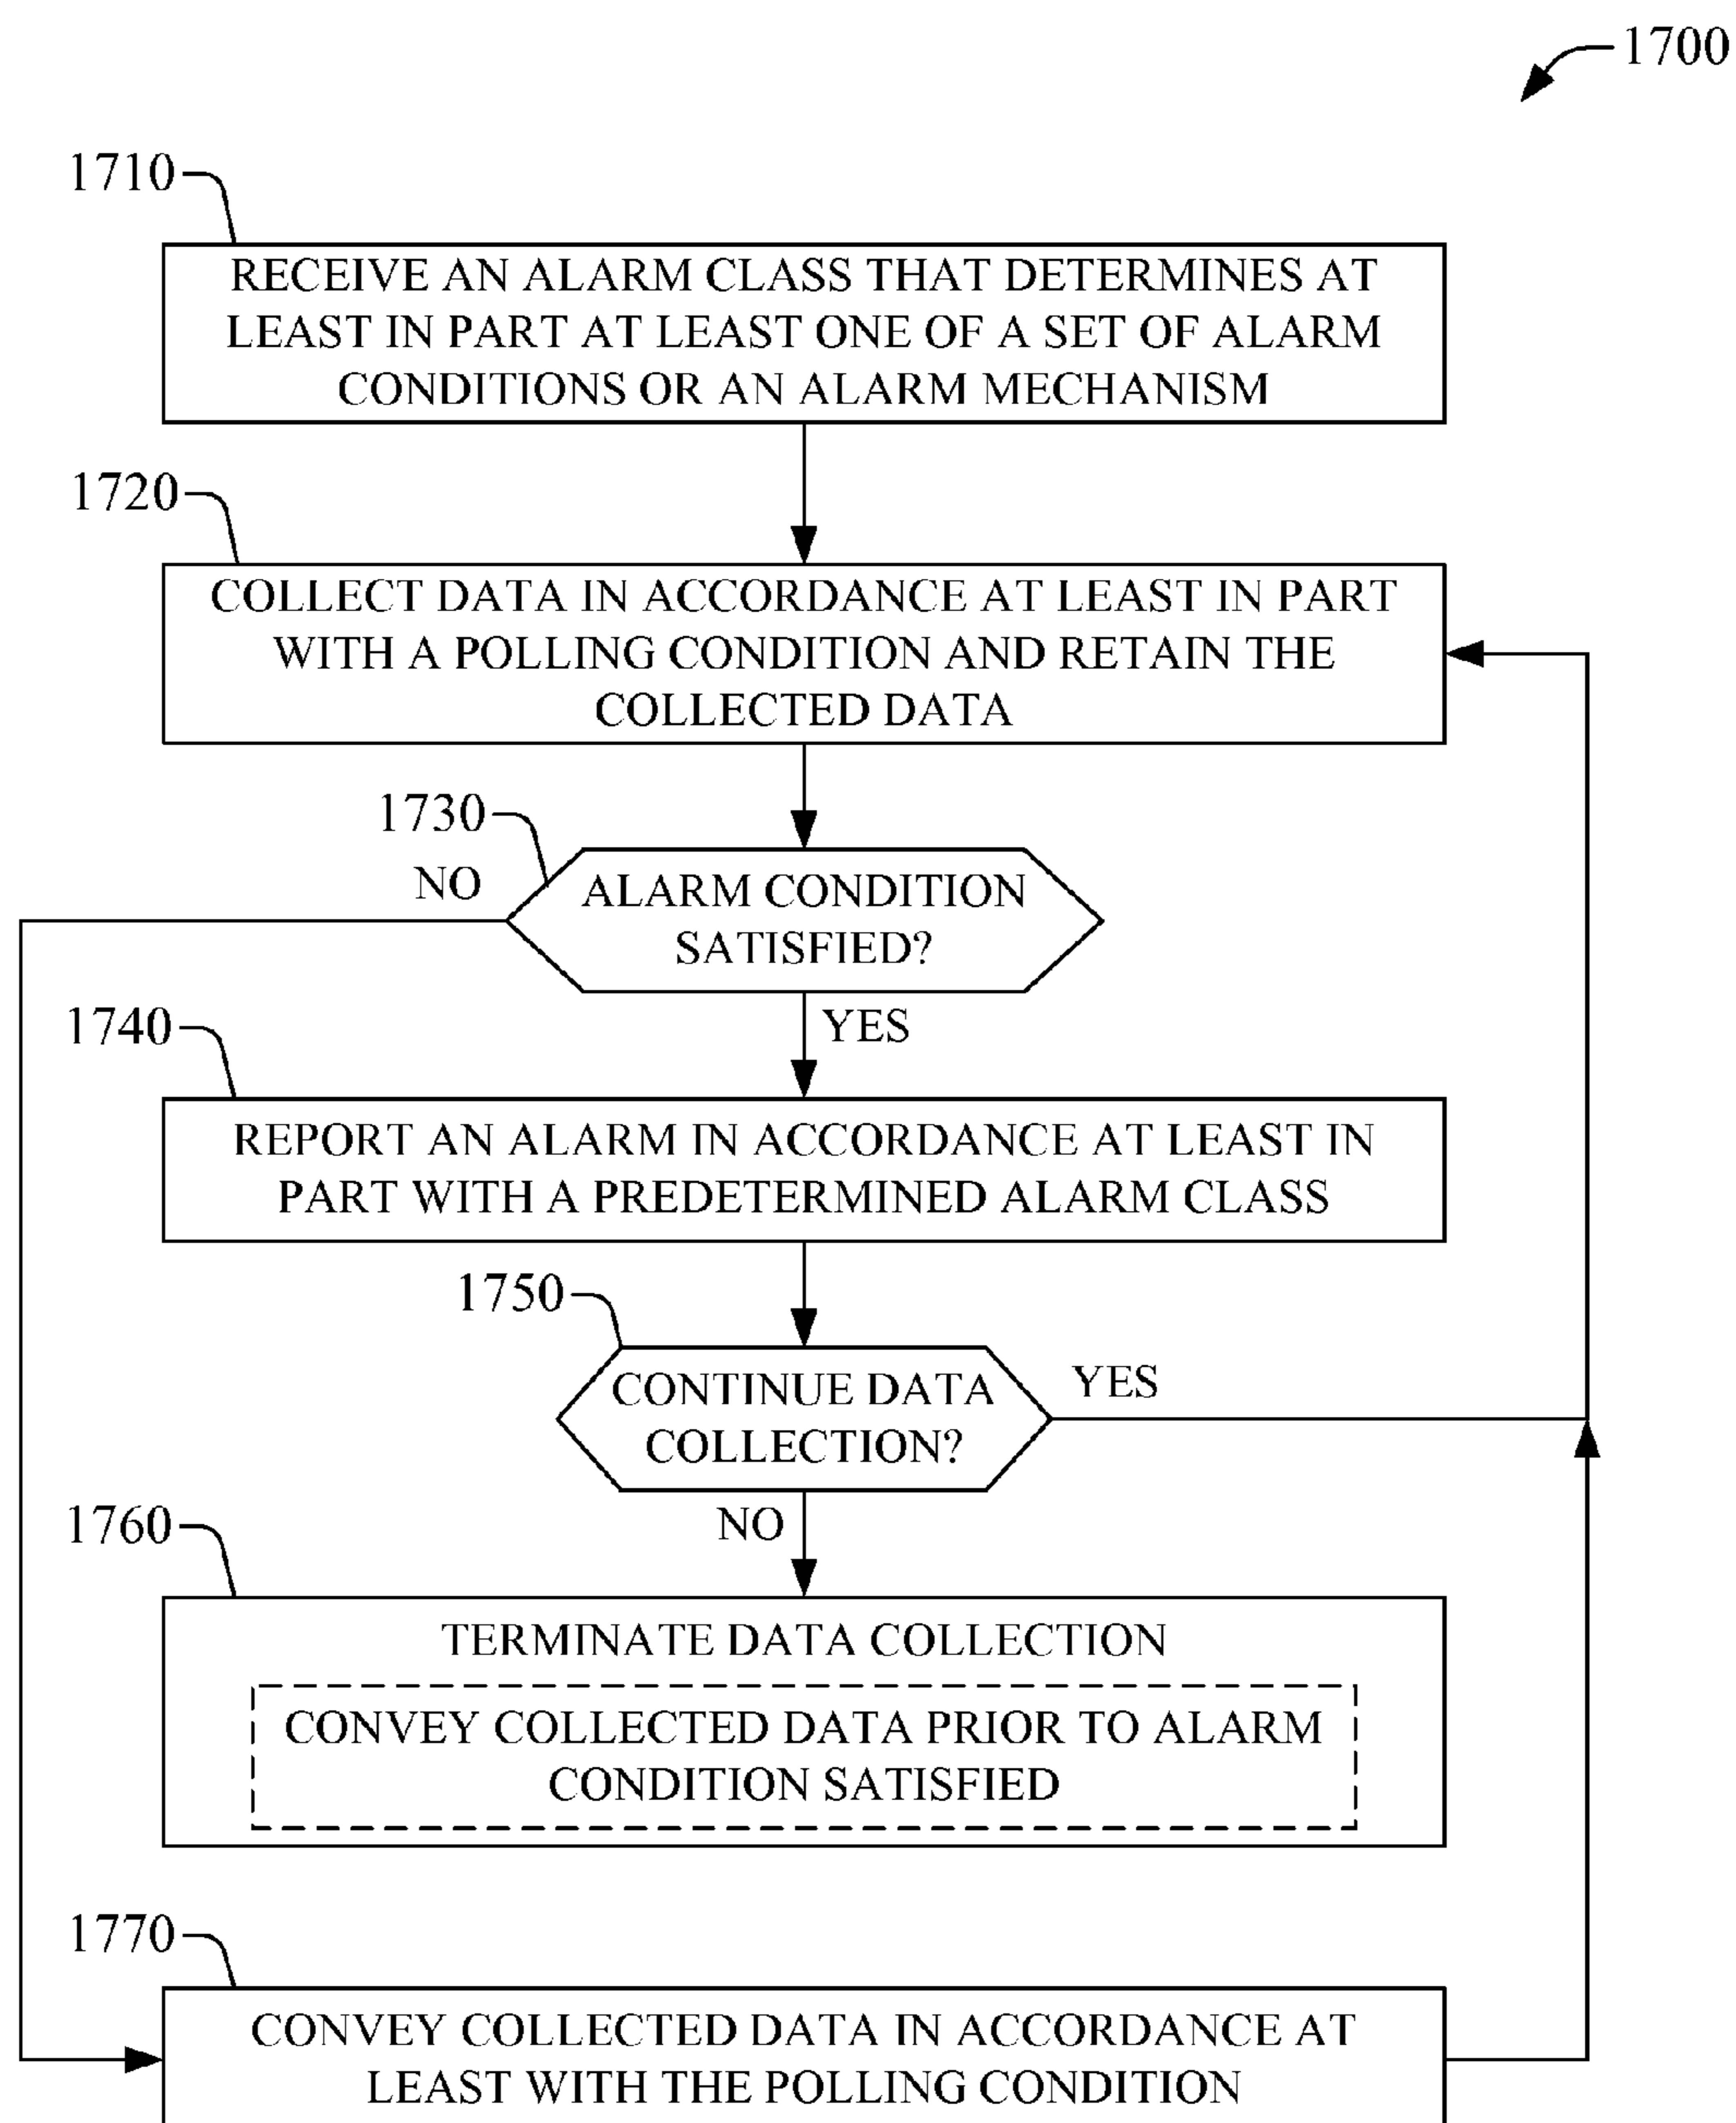 1700
1710
RECEIVE AN ALARM CLASS THAT DETERMINES AT
LEAST IN PART AT LEAST ONE OF A SET OF ALARM
CONDITIONS OR AN ALARM MECHANISM
1720
COLLECT DATA IN ACCORDANCE AT LEAST IN PART
WITH A POLLING CONDITION AND RETAIN THE
COLLECTED DATA
1730
NO
ALARM CONDITION
SATISFIED?
YES
1740
REPORT AN ALARM IN ACCORDANCE AT LEAST IN
PART WITH A PREDETERMINED ALARM CLASS
1750
CONTINUE DATA
COLLECTION?
YES
NO
1760
TERMINATE DATA COLLECTION
CONVEY COLLECTED DATA PRIOR TO ALARM
CONDITION SATISFIED
1770
CONVEY COLLECTED DATA IN ACCORDANCE AT
LEAST WITH THE POLLING CONDITION